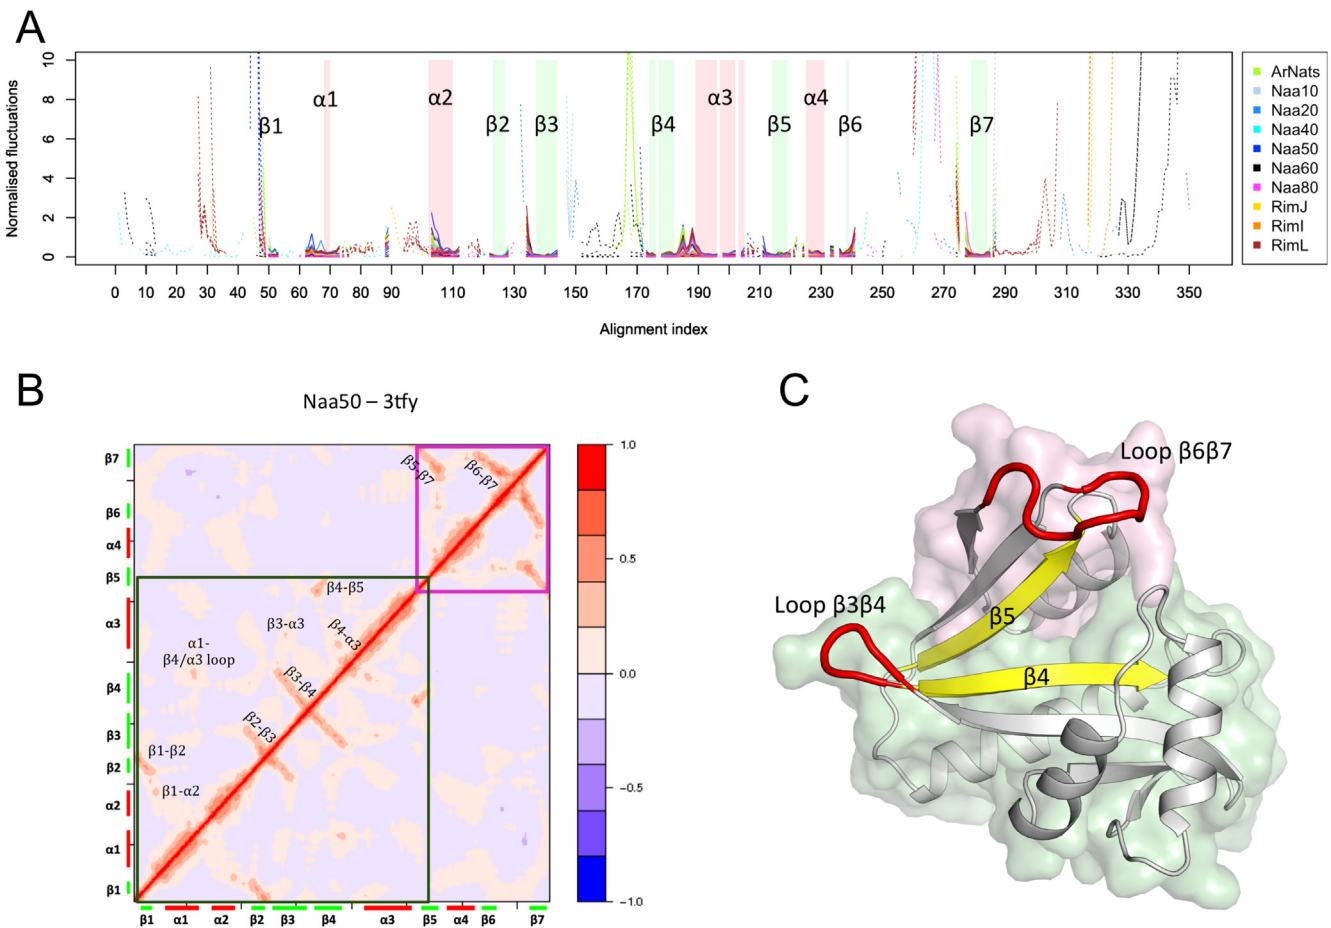 A
Normalised fluctuations
10
8
6
4
2
0
β1
α1
α2
β2
β3
β4
α3
β5
α4
β6
β7
0 10 20 30 40 50 60 70 80 90 110 130 150 170 190 210 230 250 270 290 310 330 350
Alignment index
ArNats
Naa10
Naa20
Naa40
Naa50
Naa60
Naa80
RimJ
RimI
RimL
B
Naa50 – 3tfy
β7
β6
α4
β5
α3
β4
β3
β2
α2
α1
β1
β5-β7
β6-β7
β4-β5
β3-α3
β4-α3
α1-
β4/α3 loop
β3-β4
β2-β3
β1-β2
β1-α2
β1 α1 α2 β2 β3 β4 α3 β5 α4 β6 β7
1.0
0.5
0.0
−0.5
−1.0
C
Loop β6β7
Loop β3β4
β5
β4